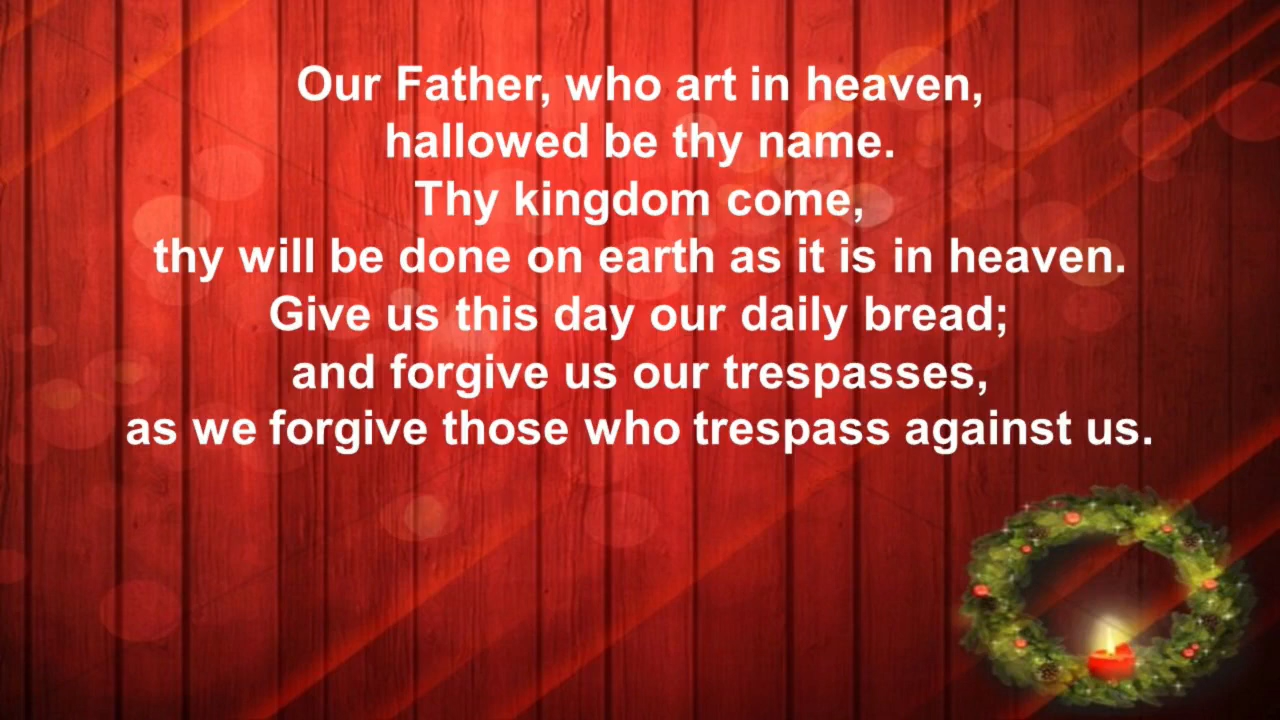 Our Father, who art in heaven,
hallowed be thy name.
Thy kingdom come,
thy will be done on earth as it is in heaven.
Give us this day our daily bread;
and forgive us our trespasses,
as we forgive those who trespass against us.